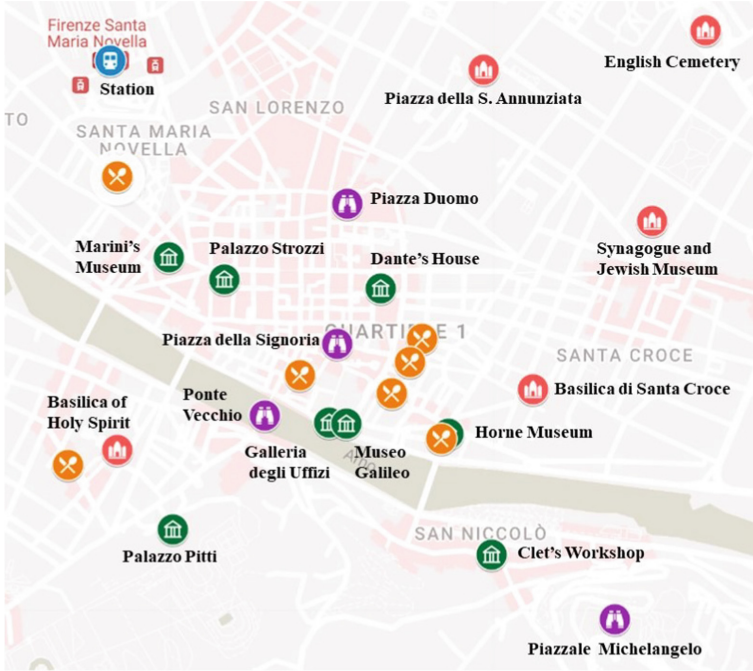 Firenze Santa
Maria Novella
Station
English Cemetery
Piazza della S. Annunziata
SAN LORENZO
TO
SANTA MARIA
NOVELLA
Piazza Duomo
Marini's
Museum
Palazzo Strozzi
Dante's House
Synagogue and
Jewish Museum
Piazza della Signoria
QUARTIERE 1
SANTA CROCE
Basilica di Santa Croce
Basilica of
Holy Spirit
Ponte
Vecchio
Galleria
degli Uffizi
Museo
Galileo
Horne Museum
Arno
SAN NICCOLÒ
Clet's Workshop
Palazzo Pitti
Piazzale Michelangelo